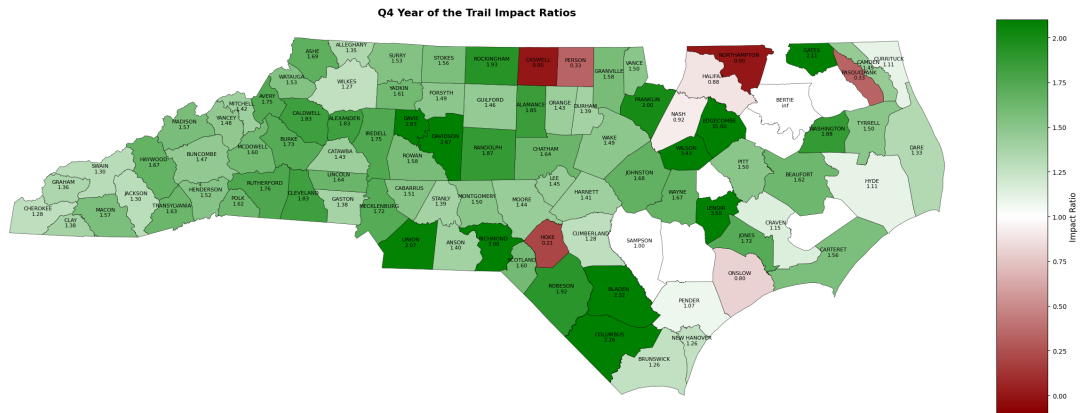 Q4 Year of the Trail Impact Ratios
ASHE
1.69
ALLEGHANY
1.35
SURRY
1.53
STOKES
1.56
ROCKINGHAM
1.93
CASWELL
0.00
PERSON
0.33
GRANVILLE
1.58
VANCE
1.50
NORTHAMPTON
0.00
GATES
2.11
CAMDEN
1.45
CURRITUCK
1.11
PASQUOTANK
0.33
WATAUGA
1.53
WILKES
1.27
YADKIN
1.61
FORSYTH
1.49
GUILFORD
1.46
ALAMANCE
1.85
ORANGE
1.43
DURHAM
1.39
FRANKLIN
2.00
HALIFAX
0.88
BERTIE
inf
NASH
0.92
EDGECOMBE
WASHINGTON
1.88
TYRRELL
1.50
DARE
1.33
MITCHELL
1.42
AVERY
1.75
CALDWELL
1.83
ALEXANDER
1.83
DAVIE
2.83
DAVIDSON
2.67
RANDOLPH
1.87
CHATHAM
1.64
WAKE
1.49
WILSON
MADISON
1.57
YANCEY
1.48
MCDOWELL
1.60
BURKE
1.73
IREDELL
1.75
CATAWBA
1.43
ROWAN
1.58
HAYWOOD
1.67
BUNCOMBE
1.47
SWAIN
1.30
GRAHAM
1.36
CHEROKEE
1.28
CLAY
1.38
MACON
1.57
JACKSON
1.30
TRANSYLVANIA
1.63
HENDERSON
1.52
POLK
1.62
RUTHERFORD
1.76
CLEVELAND
1.83
LINCOLN
1.64
GASTON
1.38
MECKLENBURG
1.72
CABARRUS
1.51
STANLY
1.39
MONTGOMERY
1.50
MOORE
1.44
LEE
1.45
HARNETT
1.41
JOHNSTON
1.68
WAYNE
1.67
PITT
1.50
BEAUFORT
1.62
HYDE
1.11
LENOIR
3.50
CRAVEN
1.15
JONES
1.72
CARTERET
1.56
UNION
2.07
ANSON
1.40
RICHMOND
SCOTLAND
1.60
HOKE
0.21
CUMBERLAND
1.28
SAMPSON
1.00
ONSLOW
0.80
ROBESON
1.92
BLADEN
2.32
PENDER
1.07
COLUMBUS
2.26
NEW HANOVER
1.26
BRUNSWICK
1.26
2.00
1.75
1.50
1.25
1.00
0.75
0.50
0.25
0.00
Impact Ratio